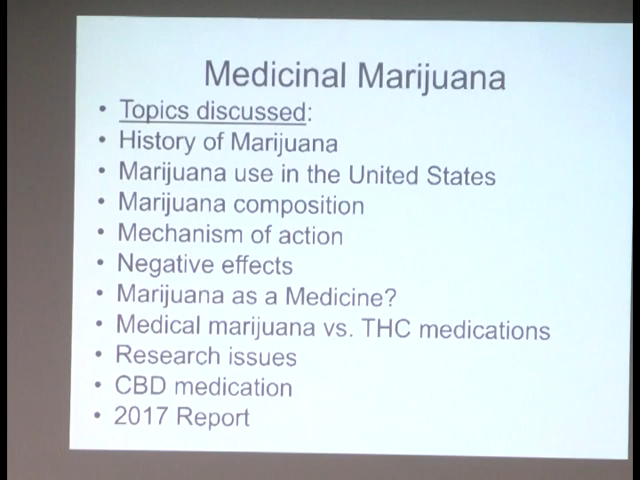 Medicinal Marijuana
• Topics discussed:
• History of Marijuana
• Marijuana use in the United States
• Marijuana composition
• Mechanism of action
• Negative effects
• Marijuana as a Medicine?
• Medical marijuana vs. THC medications
• Research issues
• CBD medication
• 2017 Report